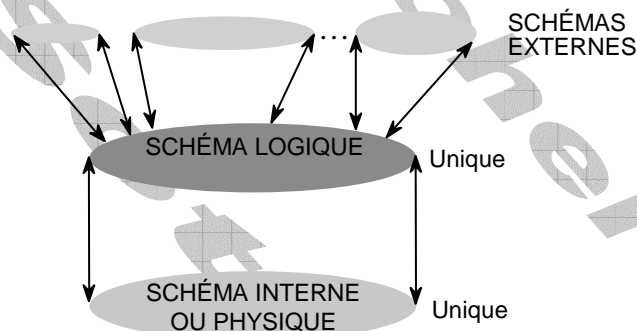 SCHÉMAS
EXTERNES
...
SCHÉMA LOGIQUE
Unique
SCHÉMA INTERNE
OU PHYSIQUE
Unique